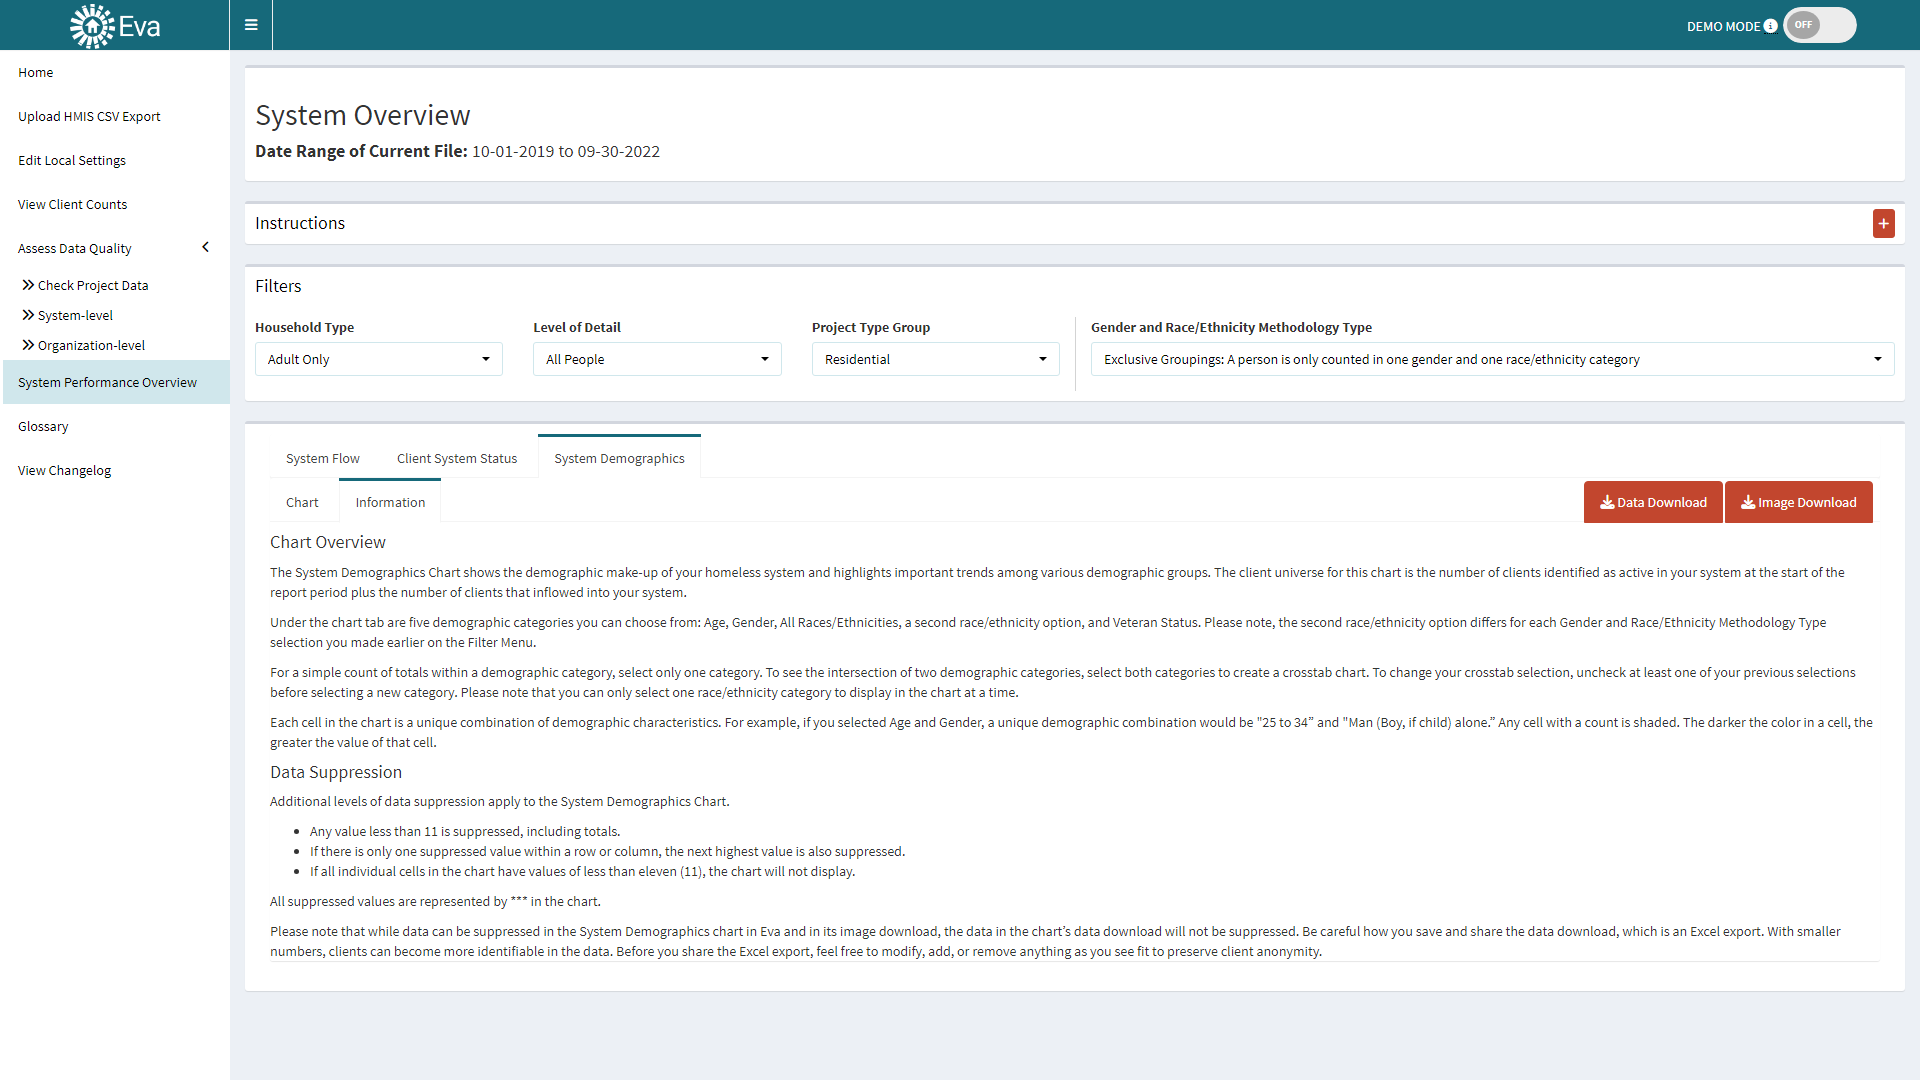 Eva
DEMO MODE
OFF
Home
Upload HMIS CSV Export
Edit Local Settings
View Client Counts
Assess Data Quality
Check Project Data
System-level
Organization-level
System Performance Overview
Glossary
View Changelog
System Overview
Date Range of Current File: 10-01-2019 to 09-30-2022
Instructions
Filters
Household Type
Adult Only
Level of Detail
All People
Project Type Group
Residential
Gender and Race/Ethnicity Methodology Type
Exclusive Groupings: A person is only counted in one gender and one race/ethnicity category
System Flow
Client System Status
System Demographics
Chart
Information
Data Download
Image Download
Chart Overview
The System Demographics Chart shows the demographic make-up of your homeless system and highlights important trends among various demographic groups. The client universe for this chart is the number of clients identified as active in your system at the start of the
report period plus the number of clients that inflowed into your system.
Under the chart tab are five demographic categories you can choose from: Age, Gender, All Races/Ethnicities, a second race/ethnicity option, and Veteran Status. Please note, the second race/ethnicity option differs for each Gender and Race/Ethnicity Methodology Type
selection you made earlier on the Filter Menu.
For a simple count of totals within a demographic category, select only one category. To see the intersection of two demographic categories, select both categories to create a crosstab chart. To change your crosstab selection, uncheck at least one of your previous selections
before selecting a new category. Please note that you can only select one race/ethnicity category to display in the chart at a time.
Each cell in the chart is a unique combination of demographic characteristics. For example, if you selected Age and Gender, a unique demographic combination would be "25 to 34” and "Man (Boy, if child) alone.” Any cell with a count is shaded. The darker the color in a cell, the
greater the value of that cell.
Data Suppression
Additional levels of data suppression apply to the System Demographics Chart.
• Any value less than 11 is suppressed, including totals.
• If there is only one suppressed value within a row or column, the next highest value is also suppressed.
• If all individual cells in the chart have values of less than eleven (11), the chart will not display.
All suppressed values are represented by *** in the chart.
Please note that while data can be suppressed in the System Demographics chart in Eva and in its image download, the data in the chart’s data download will not be suppressed. Be careful how you save and share the data download, which is an Excel export. With smaller
numbers, clients can become more identifiable in the data. Before you share the Excel export, feel free to modify, add, or remove anything as you see fit to preserve client anonymity.